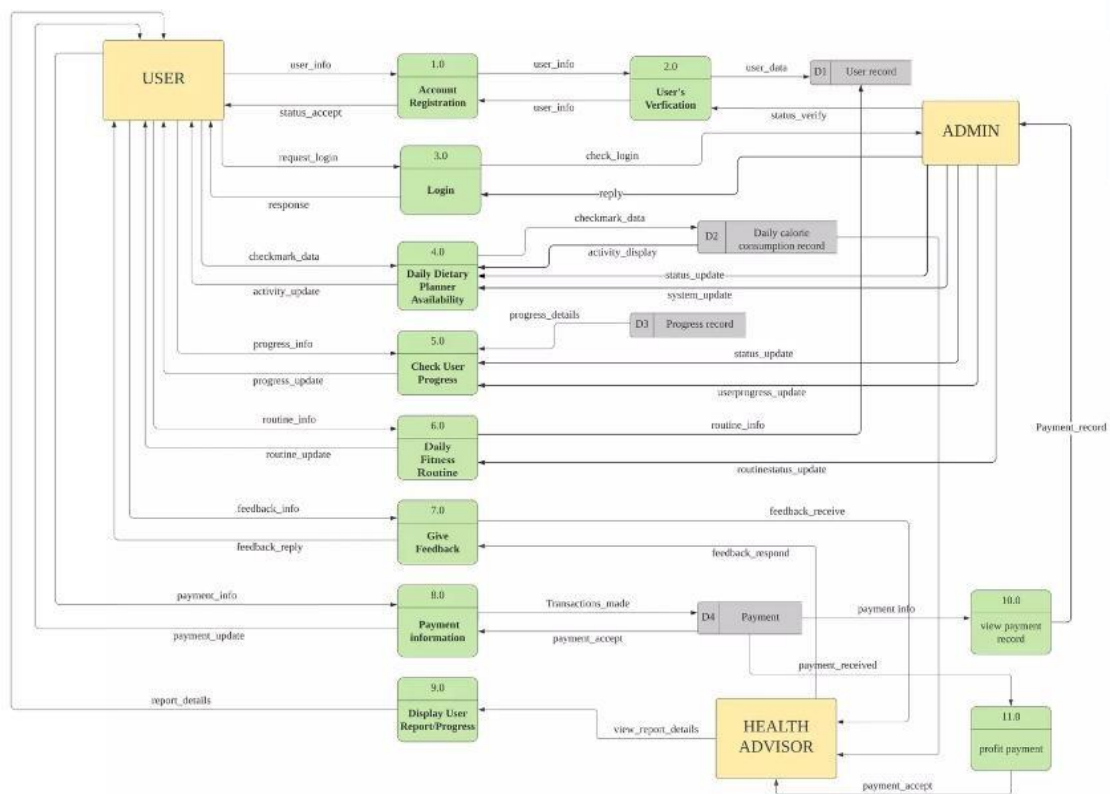 USER
user_info
1.0
Account
Registration
user_info
2.0
User's
Verfication
user_data
D1
User record
status_accept
user_info
status_verify
ADMIN
request_login
3.0
Login
check_login
response
reply
checkmark_data
4.0
Daily Dietary
Planner
Availability
checkmark_data
D2
Daily calorie
consumption record
activity_display
activity_update
status_update
system_update
progress_details
D3
Progress record
progress_info
5.0
Check User
Progress
status_update
progress_update
userprogress_update
routine_info
6.0
Daily
Fitness
Routine
routine_info
routine_update
routinestatus_update
Payment_record
feedback_info
7.0
Give
Feedback
feedback_receive
feedback_reply
feedback_respond
payment_info
8.0
Payment
information
Transactions_made
D4
Payment
payment info
10.0
view payment
record
payment_update
payment_accept
payment_received
report_details
9.0
Display User
Report/Progress
view_report_details
HEALTH
ADVISOR
11.0
profit payment
payment_accept